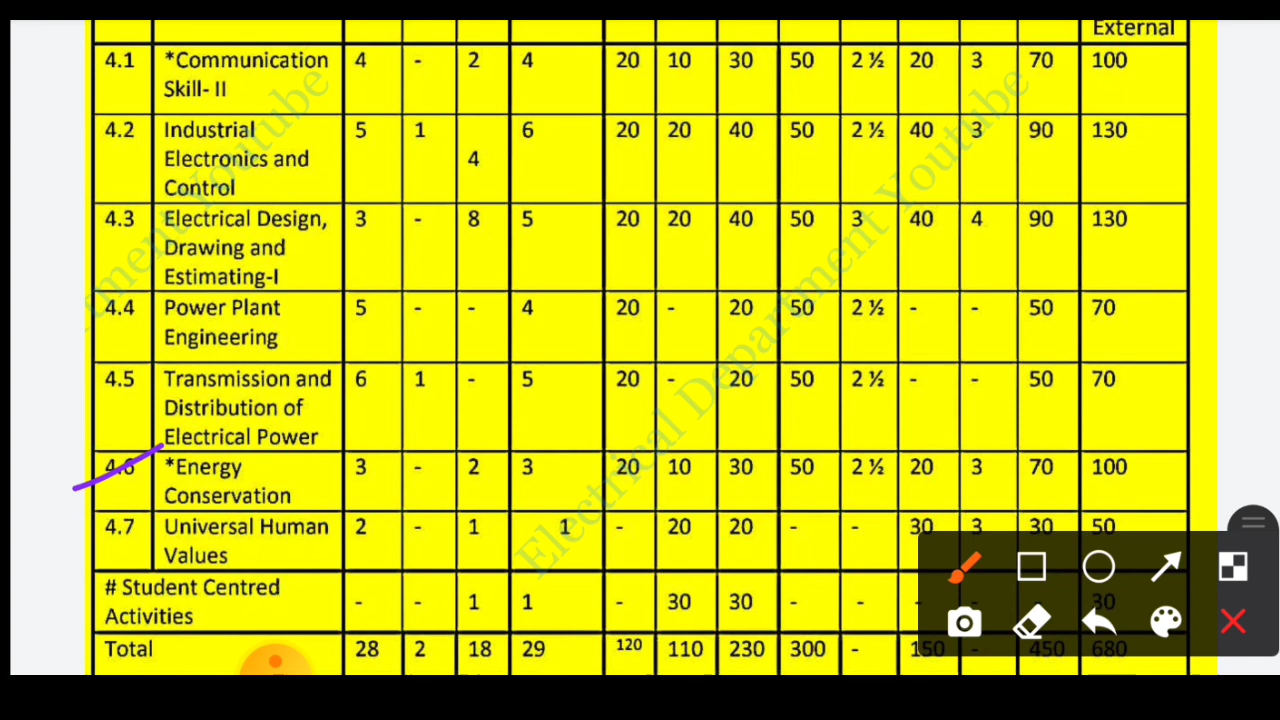 External
4.1 *Communication 4 - 2 4 20 10 30 50 2 ½ 20 3 70 100
Skill- II
4.2 Industrial 5 1 6 20 20 40 50 2 ½ 40 3 90 130
Electronics and 4
Control
4.3 Electrical Design, 3 - 8 5 20 20 40 50 3 40 4 90 130
Drawing and
Estimating-I
4.4 Power Plant 5 - - 4 20 - 20 50 2 ½ - - 50 70
Engineering
4.5 Transmission and 6 1 - 5 20 - 20 50 2 ½ - - 50 70
Distribution of
Electrical Power
4.6 *Energy 3 - 2 3 20 10 30 50 2 ½ 20 3 70 100
Conservation
4.7 Universal Human 2 - 1 1 - 20 20 - - 30 3 30 50
Values
# Student Centred
- - 1 1 - 30 30 - - - - - 30
Activities
Total 28 2 18 29 120 110 230 300 - 150 - 450 680
Electrical Department Youtube
tment Youtube